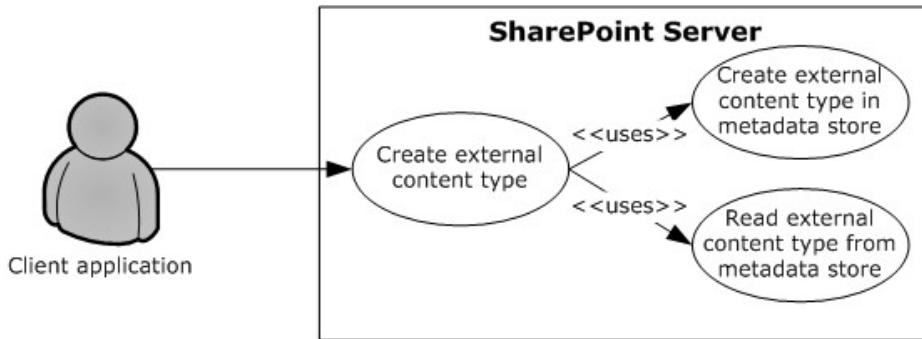 SharePoint Server
Create external
content type in
metadata store
<<uses>>
Create external
content type
<<uses>>
Read external
content type from
metadata store
Client application